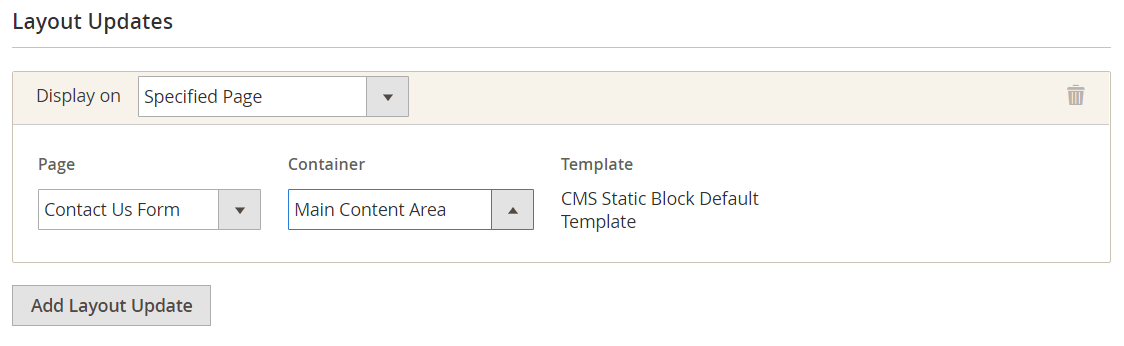 Layout Updates
Display on Specified Page
Page Container Template
Contact Us Form Main Content Area CMS Static Block Default
Template
Add Layout Update